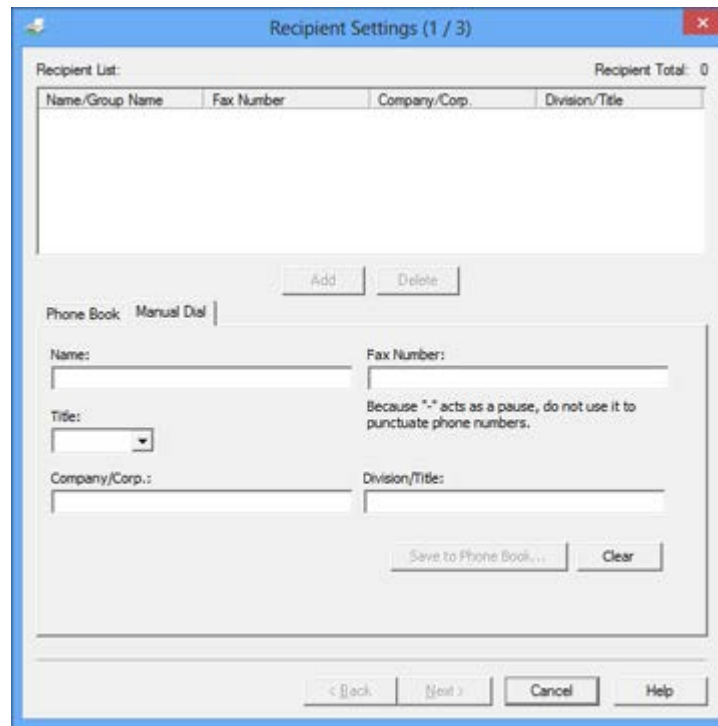 Recipient Settings (1 / 3)
Recipient List: Recipient Total: 0
Name/Group Name Fax Number Company/Corp. Division/Title
Add Delete
Phone Book Manual Dial
Name: Fax Number:
Because "-" acts as a pause, do not use it to
punctuate phone numbers.
Title:
Company/Corp.: Division/Title:
Save to Phone Book... Clear
< Back Next > Cancel Help